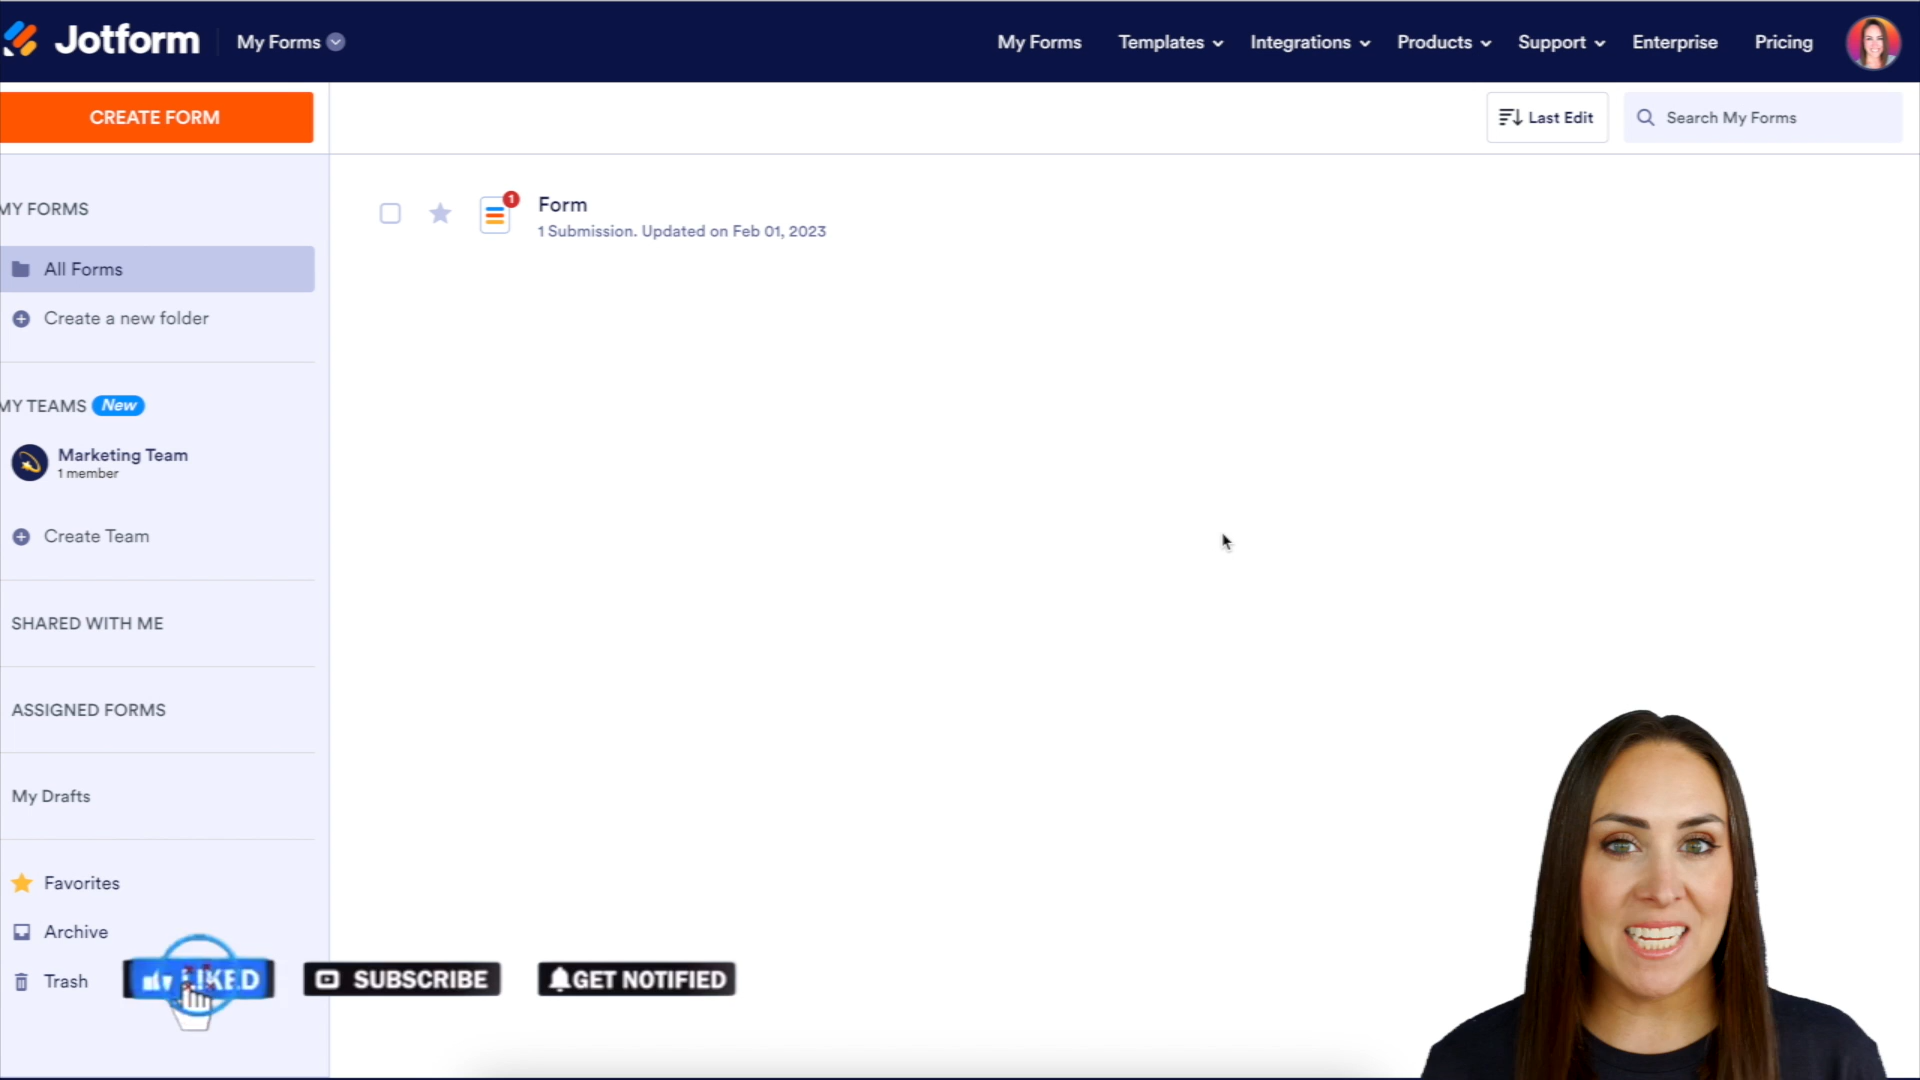 Jotform
My Forms
My Forms
Templates
Integrations
Products
Support
Enterprise
Pricing
CREATE FORM
Last Edit
Search My Forms
MY FORMS
All Forms
Create a new folder
MY TEAMS New
Marketing Team
1 member
Create Team
SHARED WITH ME
ASSIGNED FORMS
My Drafts
Favorites
Archive
Trash
1
Form
1 Submission. Updated on Feb 01, 2023
LIKED
SUBSCRIBE
GET NOTIFIED